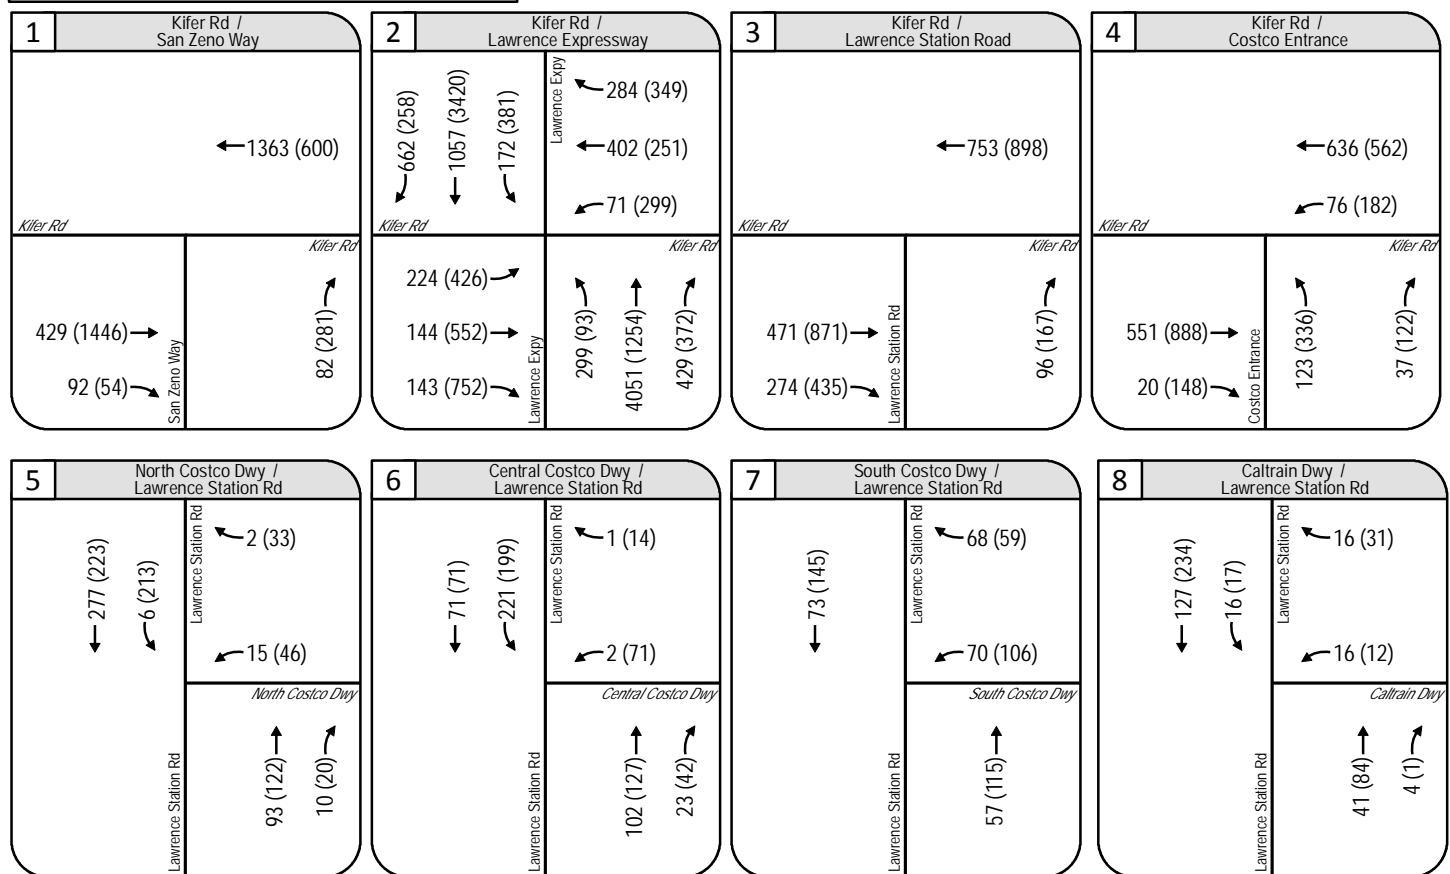 1
Kifer Rd /
San Zeno Way
1363 (600)
Kifer Rd
Kifer Rd
429 (1446)
92 (54)
San Zeno Way
82 (281)
2
Kifer Rd /
Lawrence Expressway
662 (258)
1057 (3420)
172 (381)
Lawrence Expy
284 (349)
402 (251)
71 (299)
Kifer Rd
Kifer Rd
224 (426)
144 (552)
143 (752)
Lawrence Expy
299 (93)
4051 (1254)
429 (372)
3
Kifer Rd /
Lawrence Station Road
753 (898)
Kifer Rd
Kifer Rd
471 (871)
274 (435)
Lawrence Station Rd
96 (167)
4
Kifer Rd /
Costco Entrance
636 (562)
76 (182)
Kifer Rd
Kifer Rd
551 (888)
20 (148)
Costco Entrance
123 (336)
37 (122)
5
North Costco Dwy /
Lawrence Station Rd
277 (223)
6 (213)
Lawrence Station Rd
2 (33)
15 (46)
North Costco Dwy
Lawrence Station Rd
93 (122)
10 (20)
6
Central Costco Dwy /
Lawrence Station Rd
71 (71)
221 (199)
Lawrence Station Rd
1 (14)
2 (71)
Central Costco Dwy
Lawrence Station Rd
102 (127)
23 (42)
7
South Costco Dwy /
Lawrence Station Rd
73 (145)
Lawrence Station Rd
68 (59)
70 (106)
South Costco Dwy
Lawrence Station Rd
57 (115)
8
Caltrain Dwy /
Lawrence Station Rd
127 (234)
16 (17)
Lawrence Station Rd
16 (31)
16 (12)
Caltrain Dwy
Lawrence Station Rd
41 (84)
4 (1)